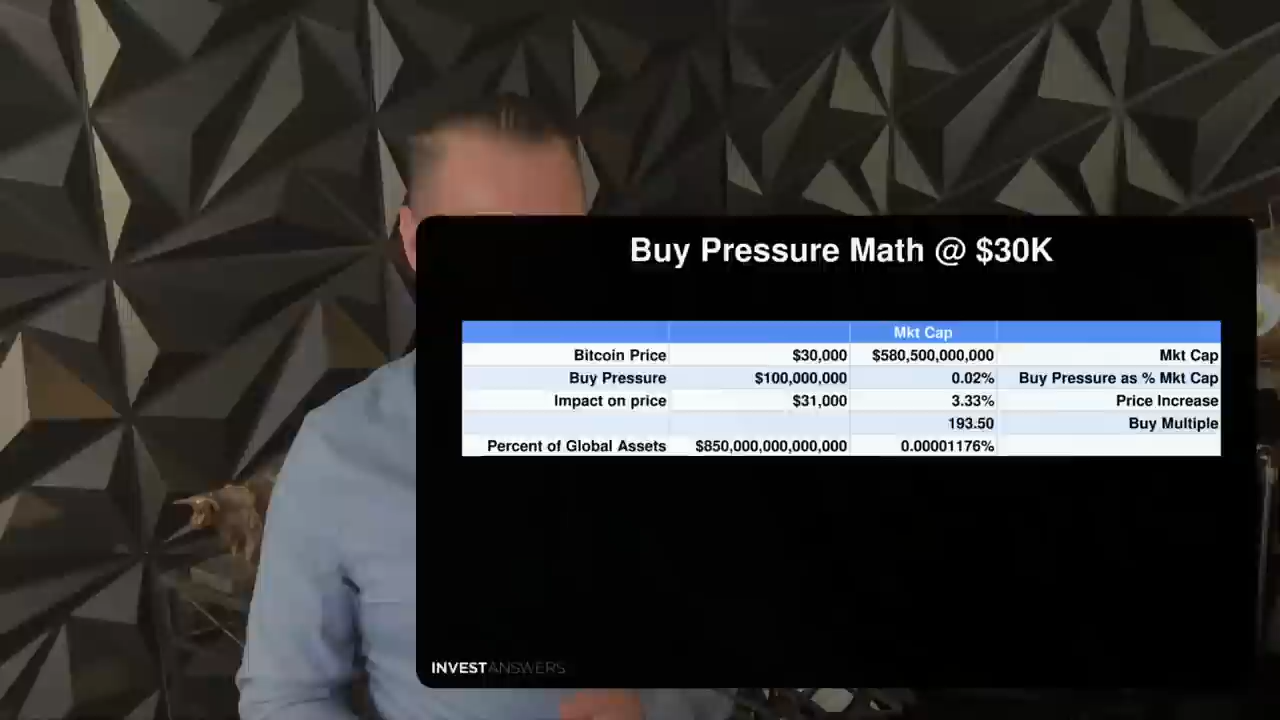 Buy Pressure Math @ $30K
Mkt Cap
Bitcoin Price $30,000 $580,500,000,000 Mkt Cap
Buy Pressure $100,000,000 0.02% Buy Pressure as % Mkt Cap
Impact on price $31,000 3.33% Price Increase
193.50 Buy Multiple
Percent of Global Assets $850,000,000,000,000 0.00001176%
INVESTANSWERS